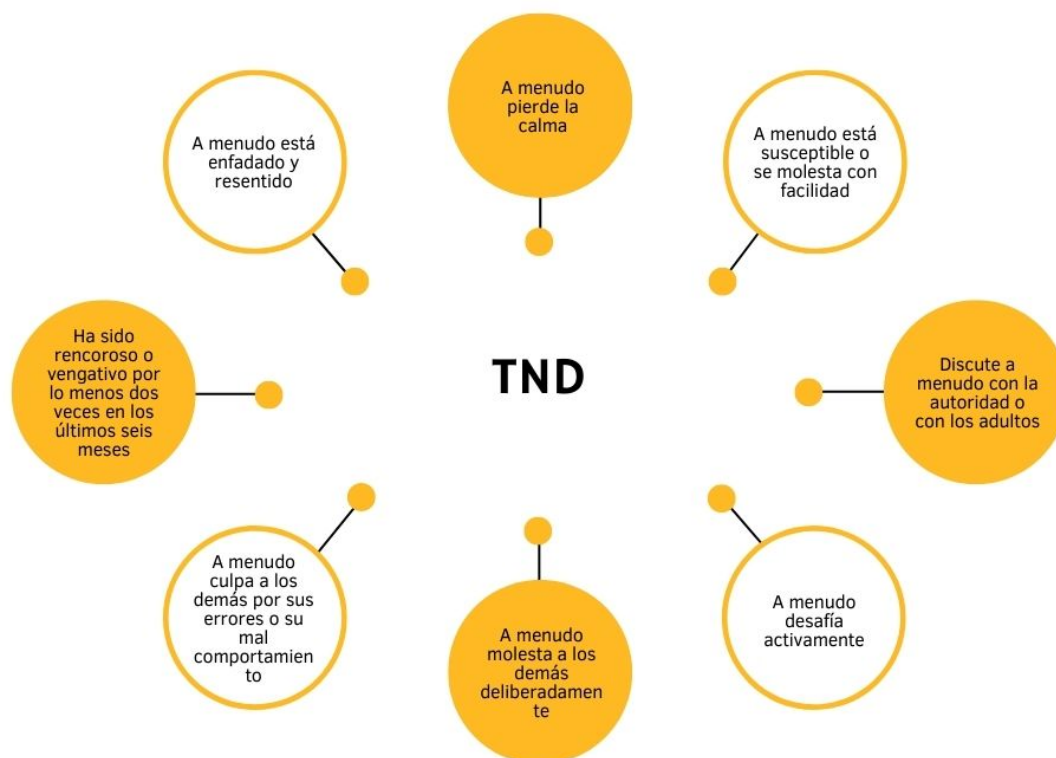 A menudo
pierde la
calma
A menudo está
enfadado y
resentido
A menudo está
susceptible o
se molesta con
facilidad
Ha sido
rencoroso o
vengativo por
lo menos dos
veces en los
últimos seis
meses
TND
Discute a
menudo con la
autoridad o
con los adultos
A menudo
culpa a los
demás por sus
errores o su
mal
comportamien
to
A menudo
molesta a los
demás
deliberadamen
te
A menudo
desafía
activamente